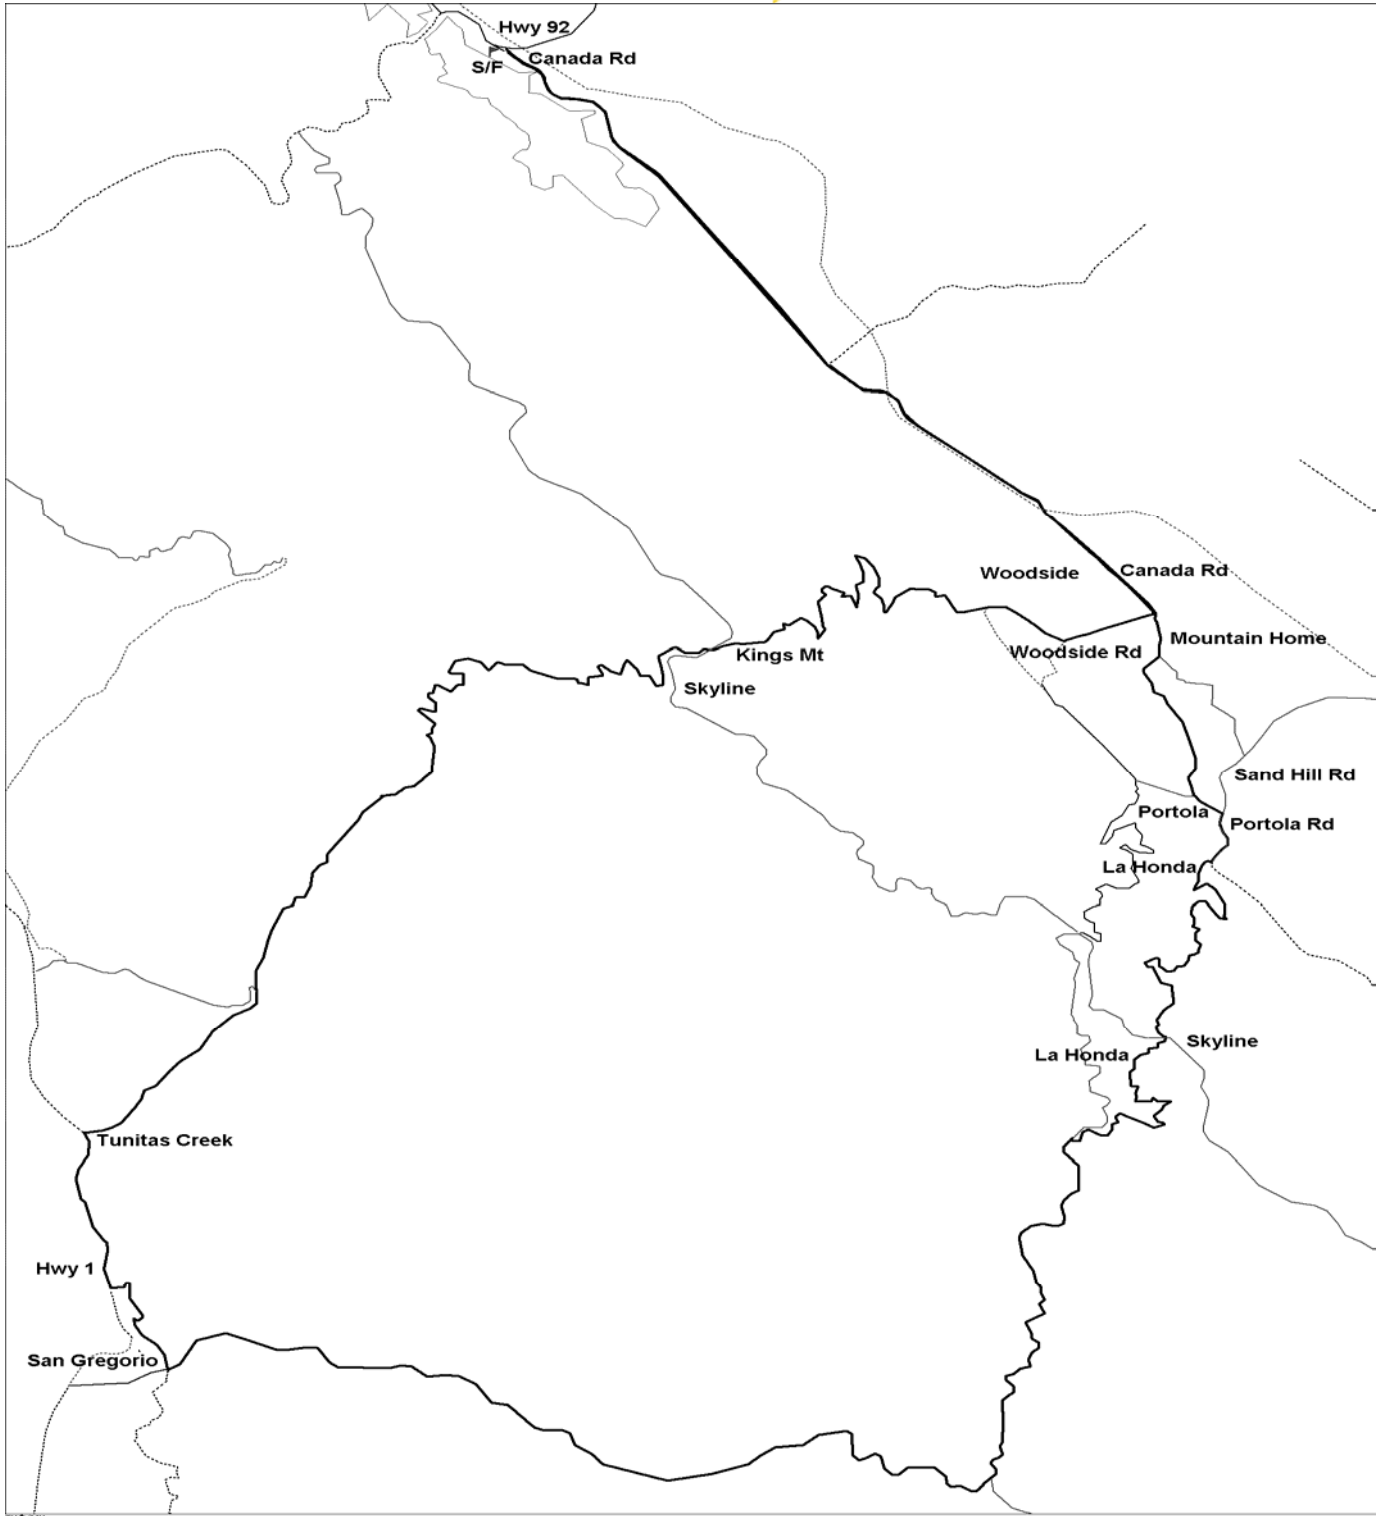 Hwy 92
Canada Rd
S/F
Woodside
Canada Rd
Mountain Home
Woodside Rd
Kings Mt
Skyline
Sand Hill Rd
Portola
Portola Rd
La Honda
Skyline
La Honda
Tunitas Creek
Hwy 1
San Gregorio